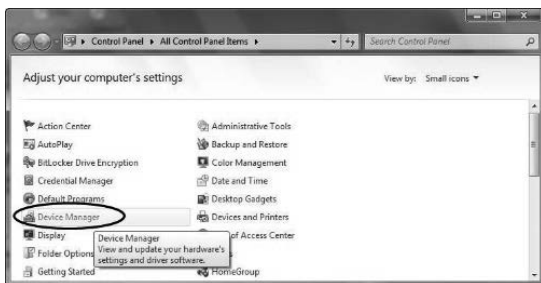 Control Panel ▸ All Control Panel Items ▸
Search Control Panel
Adjust your computer's settings
View by: Small icons
Action Center
Administrative Tools
AutoPlay
Backup and Restore
BitLocker Drive Encryption
Color Management
Credential Manager
Date and Time
Default Programs
Desktop Gadgets
Device Manager
Devices and Printers
Display
of Access Center
Device Manager
View and update your hardware's
settings and driver software.
Folder Options
Getting Started
HomeGroup